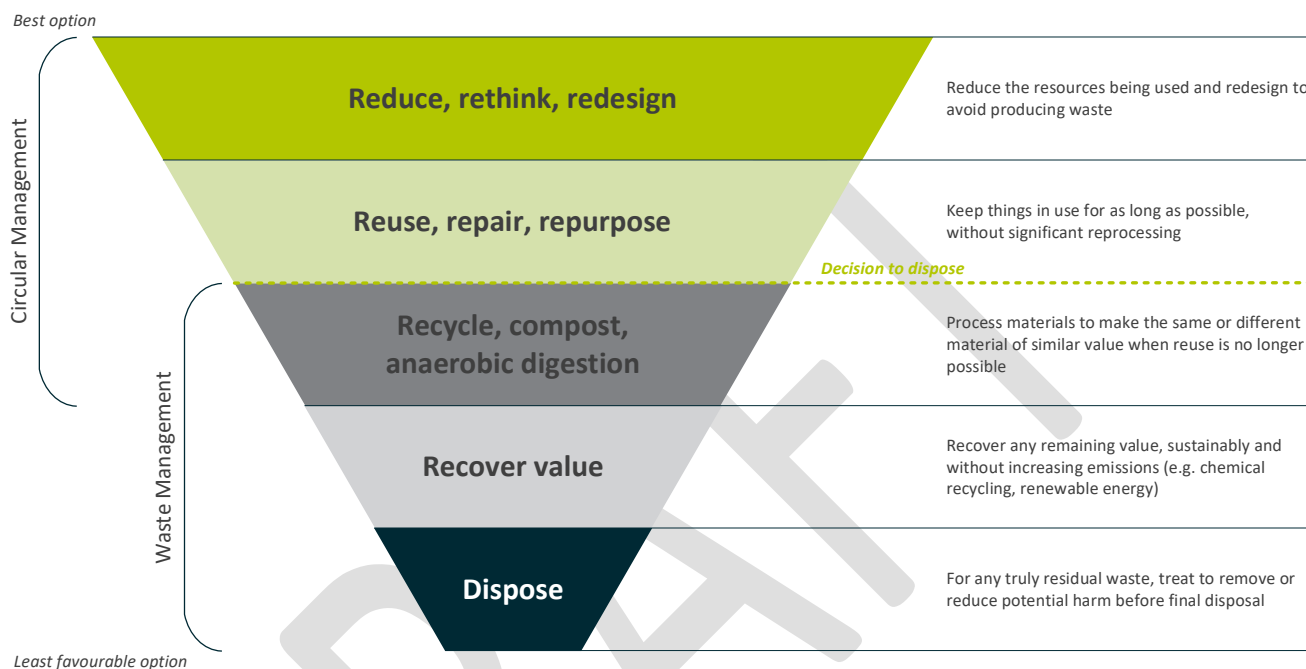 Best option
Circular Management
Waste Management
Reduce, rethink, redesign
Reduce the resources being used and redesign to
avoid producing waste
Reuse, repair, repurpose
Keep things in use for as long as possible,
without significant reprocessing
Decision to dispose
Recycle, compost,
anaerobic digestion
Process materials to make the same or different
material of similar value when reuse is no longer
possible
Recover value
Recover any remaining value, sustainably and
without increasing emissions (e.g. chemical
recycling, renewable energy)
Dispose
For any truly residual waste, treat to remove or
reduce potential harm before final disposal
Least favourable option
DRAFT